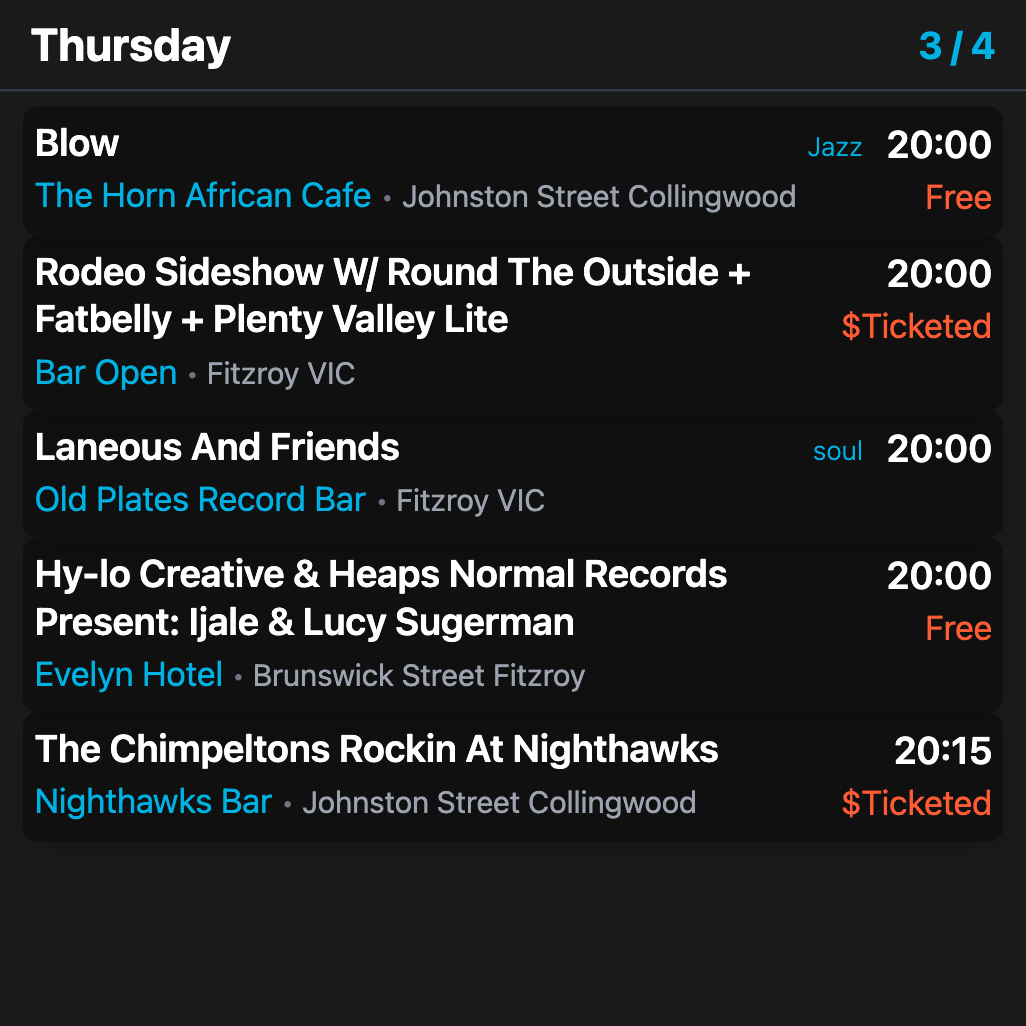 Thursday 3 / 4
Blow Jazz 20:00
The Horn African Cafe • Johnston Street Collingwood Free
Rodeo Sideshow W/ Round The Outside + 20:00
Fatbelly + Plenty Valley Lite $Ticketed
Bar Open • Fitzroy VIC
Laneous And Friends soul 20:00
Old Plates Record Bar • Fitzroy VIC
Hy-lo Creative & Heaps Normal Records 20:00
Present: Ijale & Lucy Sugerman Free
Evelyn Hotel • Brunswick Street Fitzroy
The Chimpeltons Rockin At Nighthawks 20:15
Nighthawks Bar • Johnston Street Collingwood $Ticketed